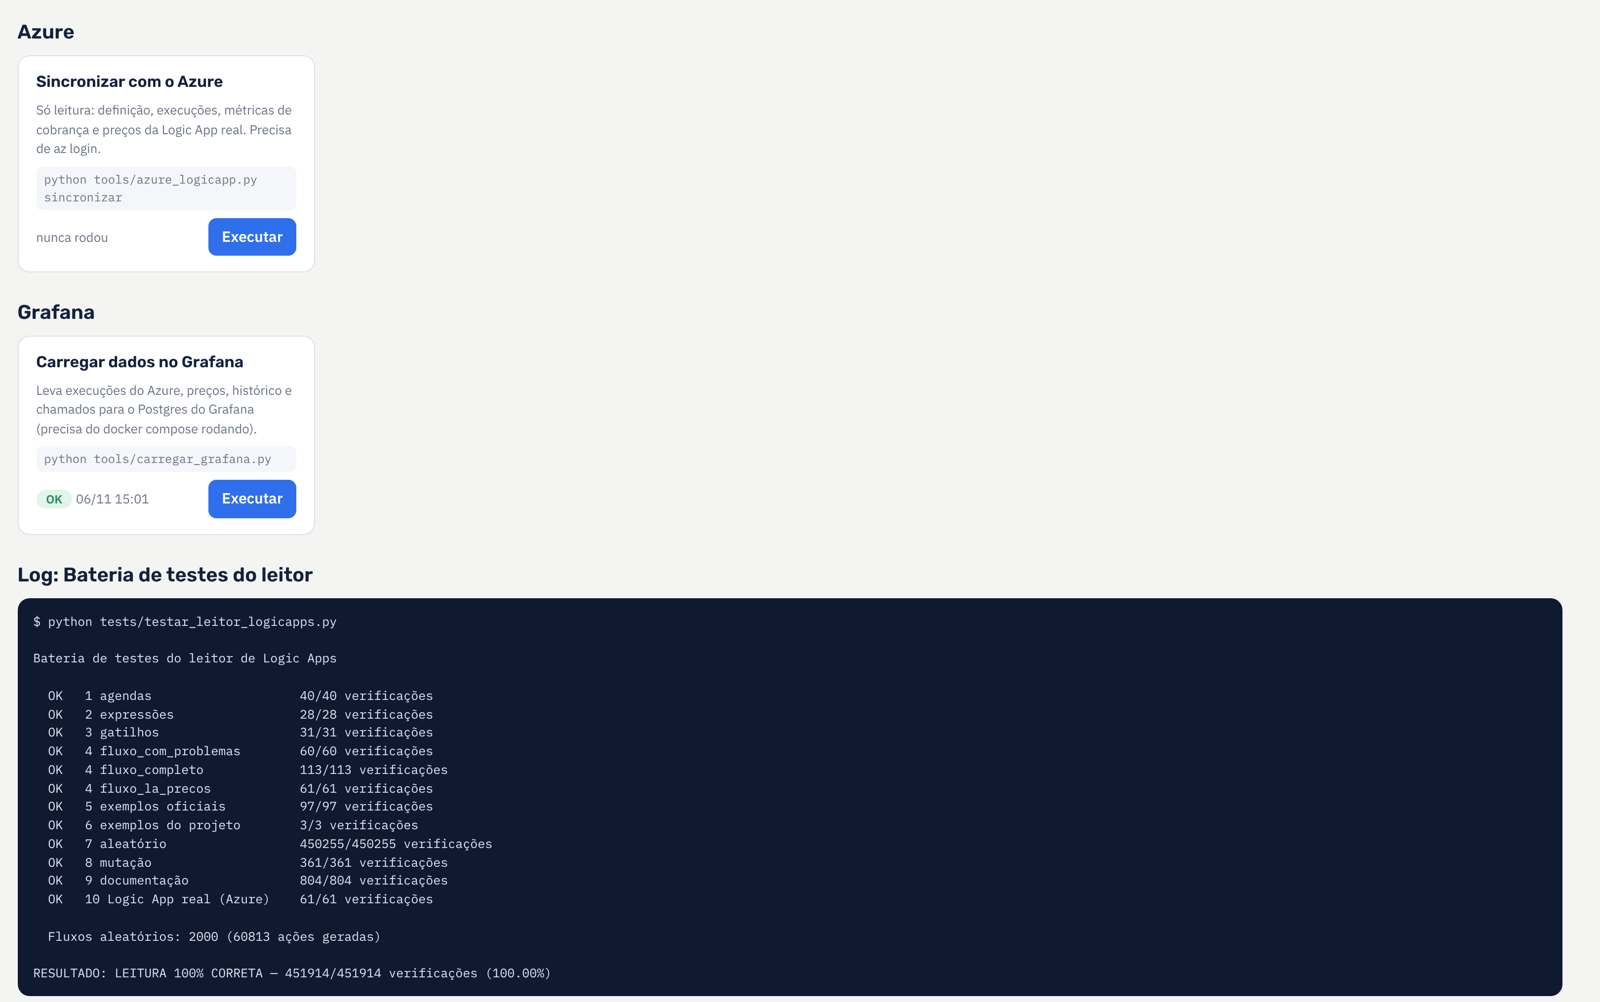 Azure
Sincronizar com o Azure
Só leitura: definição, execuções, métricas de
cobrança e preços da Logic App real. Precisa
de az login.
python tools/azure_logicapp.py
sincronizar
nunca rodou
Executar
Grafana
Carregar dados no Grafana
Leva execuções do Azure, preços, histórico e
chamados para o Postgres do Grafana
(precisa do docker compose rodando).
python tools/carregar_grafana.py
OK 06/11 15:01
Executar
Log: Bateria de testes do leitor
$ python tests/testar_leitor_logicapps.py
Bateria de testes do leitor de Logic Apps
OK 1 agendas 40/40 verificações
OK 2 expressões 28/28 verificações
OK 3 gatilhos 31/31 verificações
OK 4 fluxo_com_problemas 60/60 verificações
OK 4 fluxo_completo 113/113 verificações
OK 4 fluxo_la_precos 61/61 verificações
OK 5 exemplos oficiais 97/97 verificações
OK 6 exemplos do projeto 3/3 verificações
OK 7 aleatório 450255/450255 verificações
OK 8 mutação 361/361 verificações
OK 9 documentação 804/804 verificações
OK 10 Logic App real (Azure) 61/61 verificações
Fluxos aleatórios: 2000 (60813 ações geradas)
RESULTADO: LEITURA 100% CORRETA — 451914/451914 verificações (100.00%)